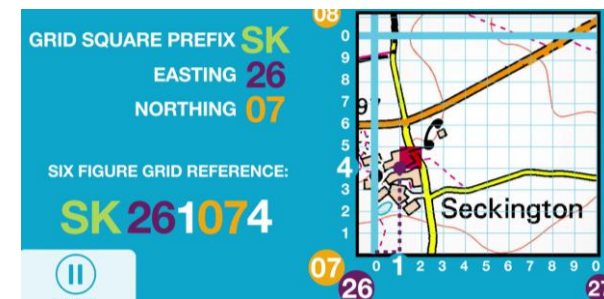 GRID SQUARE PREFIX SK
EASTING 26
NORTHING 07
SIX FIGURE GRID REFERENCE:
SK 261074
08
0
9
8
7
6
5
4
3
2
1
97
Seckington
07
0 1 2 3 4 5 6 7 8 9 0
26